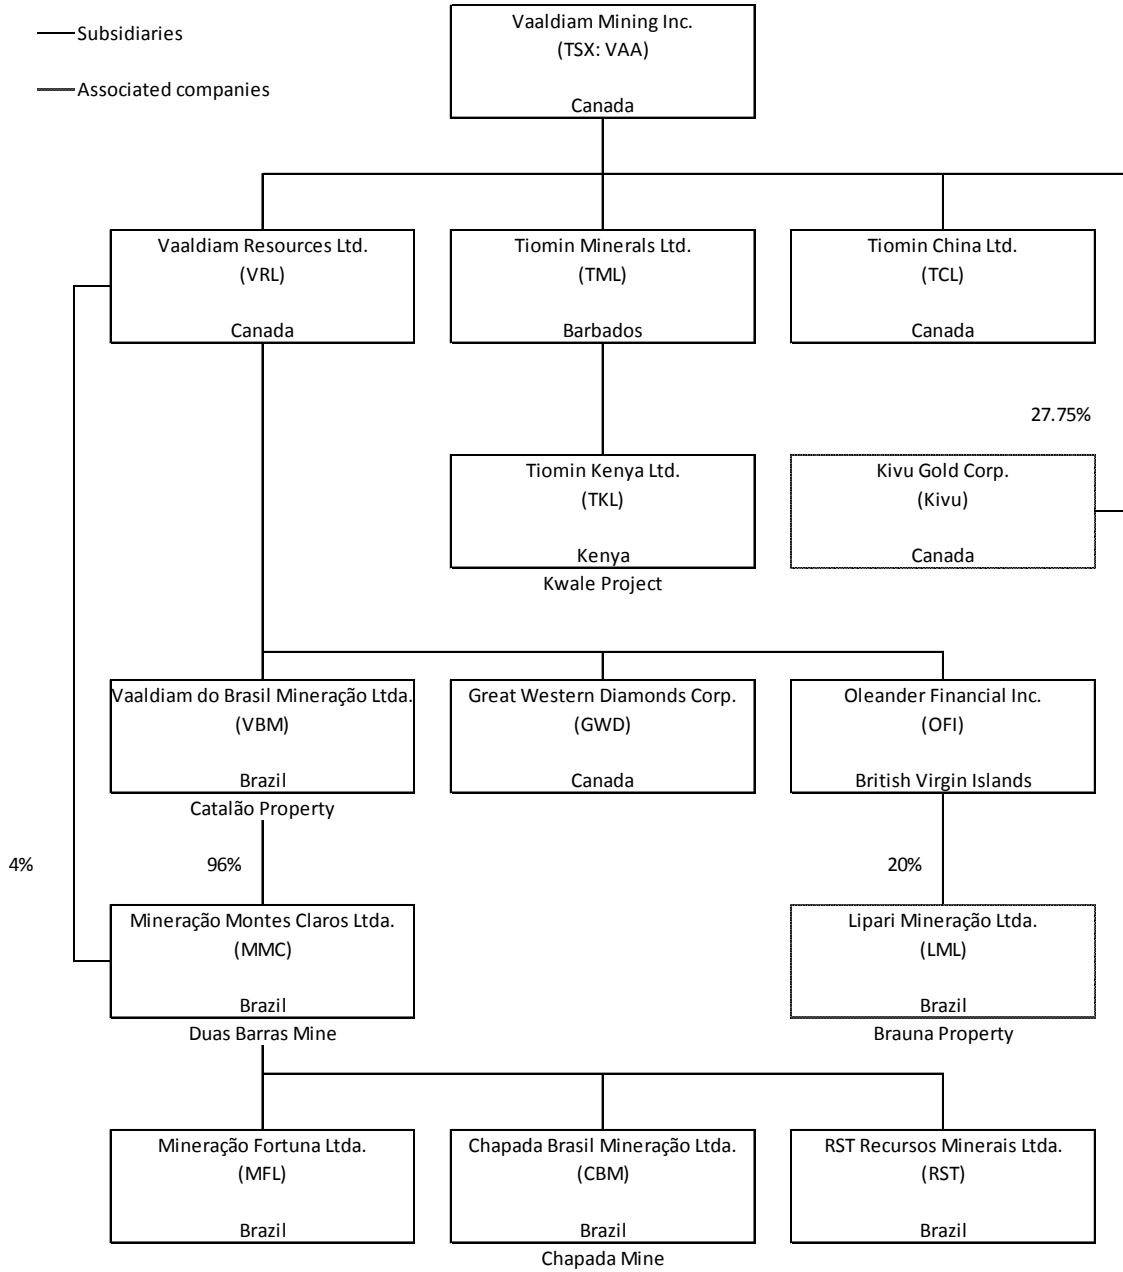 Subsidiaries
Associated companies
Vaaldiam Mining Inc.
(TSX: VAA)
Canada
Vaaldiam Resources Ltd.
(VRL)
Canada
Tiomin Minerals Ltd.
(TML)
Barbados
Tiomin China Ltd.
(TCL)
Canada
27.75%
Tiomin Kenya Ltd.
(TKL)
Kenya
Kwale Project
Kivu Gold Corp.
(Kivu)
Canada
Vaaldiam do Brasil Mineração Ltda.
(VBM)
Brazil
Catalão Property
Great Western Diamonds Corp.
(GWD)
Canada
Oleander Financial Inc.
(OFI)
British Virgin Islands
4%
96%
20%
Mineração Montes Claros Ltda.
(MMC)
Brazil
Duas Barras Mine
Lipari Mineração Ltda.
(LML)
Brazil
Brauna Property
Mineração Fortuna Ltda.
(MFL)
Brazil
Chapada Brasil Mineração Ltda.
(CBM)
Brazil
Chapada Mine
RST Recursos Minerais Ltda.
(RST)
Brazil